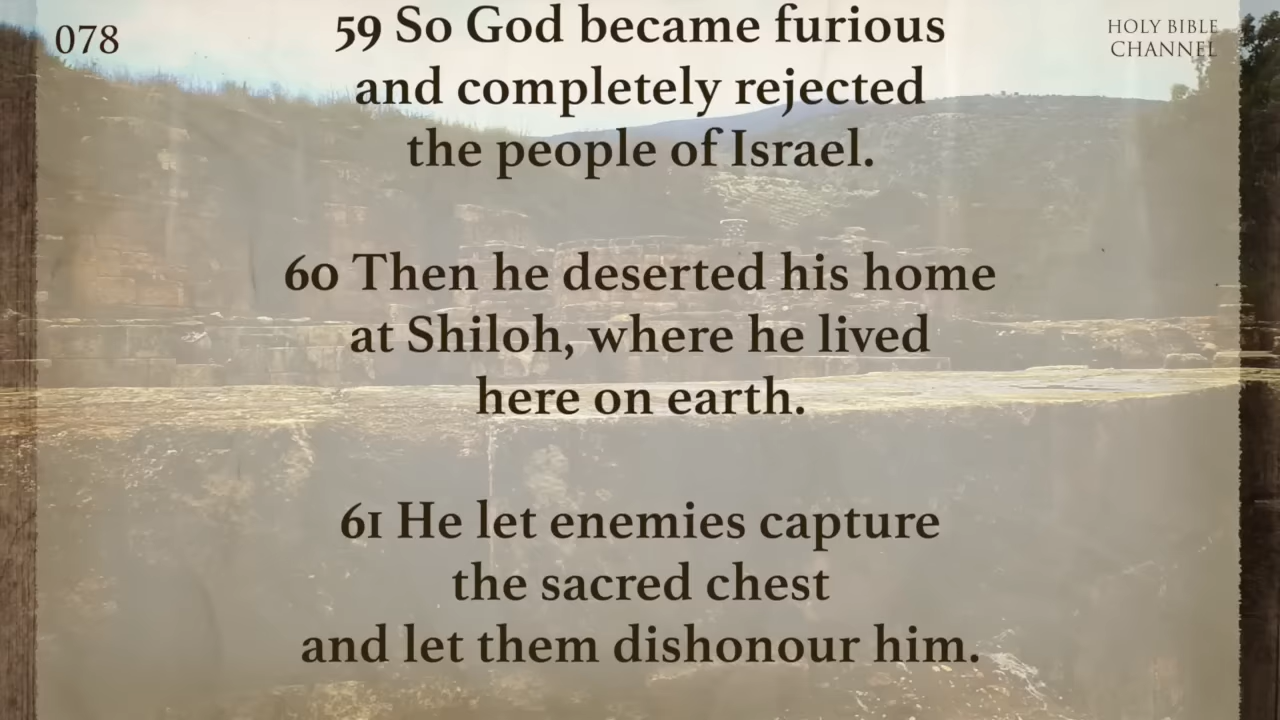 078
HOLY BIBLE
CHANNEL
59 So God became furious
and completely rejected
the people of Israel.
60 Then he deserted his home
at Shiloh, where he lived
here on earth.
61 He let enemies capture
the sacred chest
and let them dishonour him.